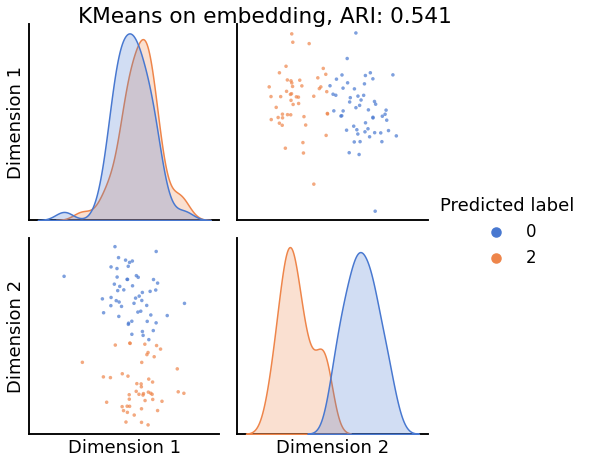 KMeans on embedding, ARI: 0.541
Dimension 1
Predicted label
0
2
Dimension 2
Dimension 1
Dimension 2